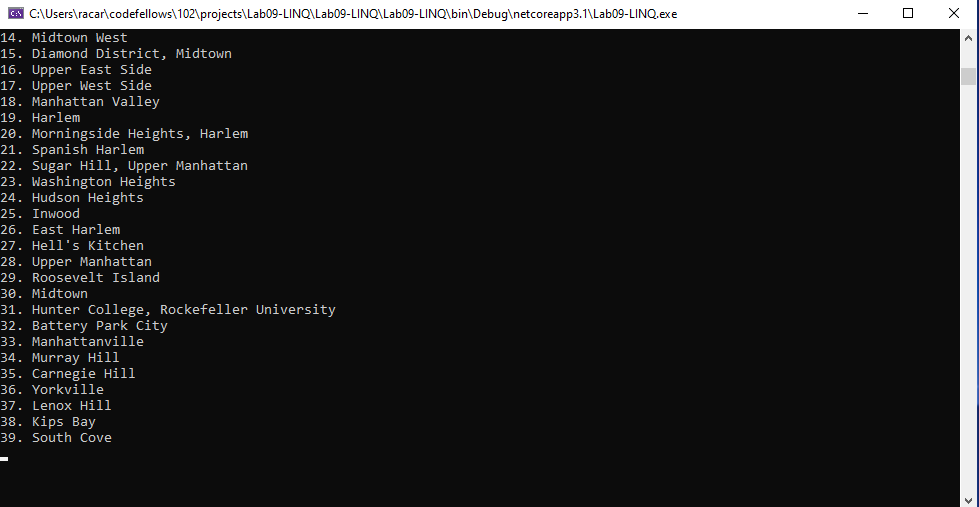 C:\Users\racar\codefellows\102\projects\Lab09-LINQ\Lab09-LINQ\Lab09-LINQ\bin\Debug\netcoreapp3.1\Lab09-LINQ.exe
14. Midtown West
15. Diamond District, Midtown
16. Upper East Side
17. Upper West Side
18. Manhattan Valley
19. Harlem
20. Morningside Heights, Harlem
21. Spanish Harlem
22. Sugar Hill, Upper Manhattan
23. Washington Heights
24. Hudson Heights
25. Inwood
26. East Harlem
27. Hell's Kitchen
28. Upper Manhattan
29. Roosevelt Island
30. Midtown
31. Hunter College, Rockefeller University
32. Battery Park City
33. Manhattanville
34. Murray Hill
35. Carnegie Hill
36. Yorkville
37. Lenox Hill
38. Kips Bay
39. South Cove